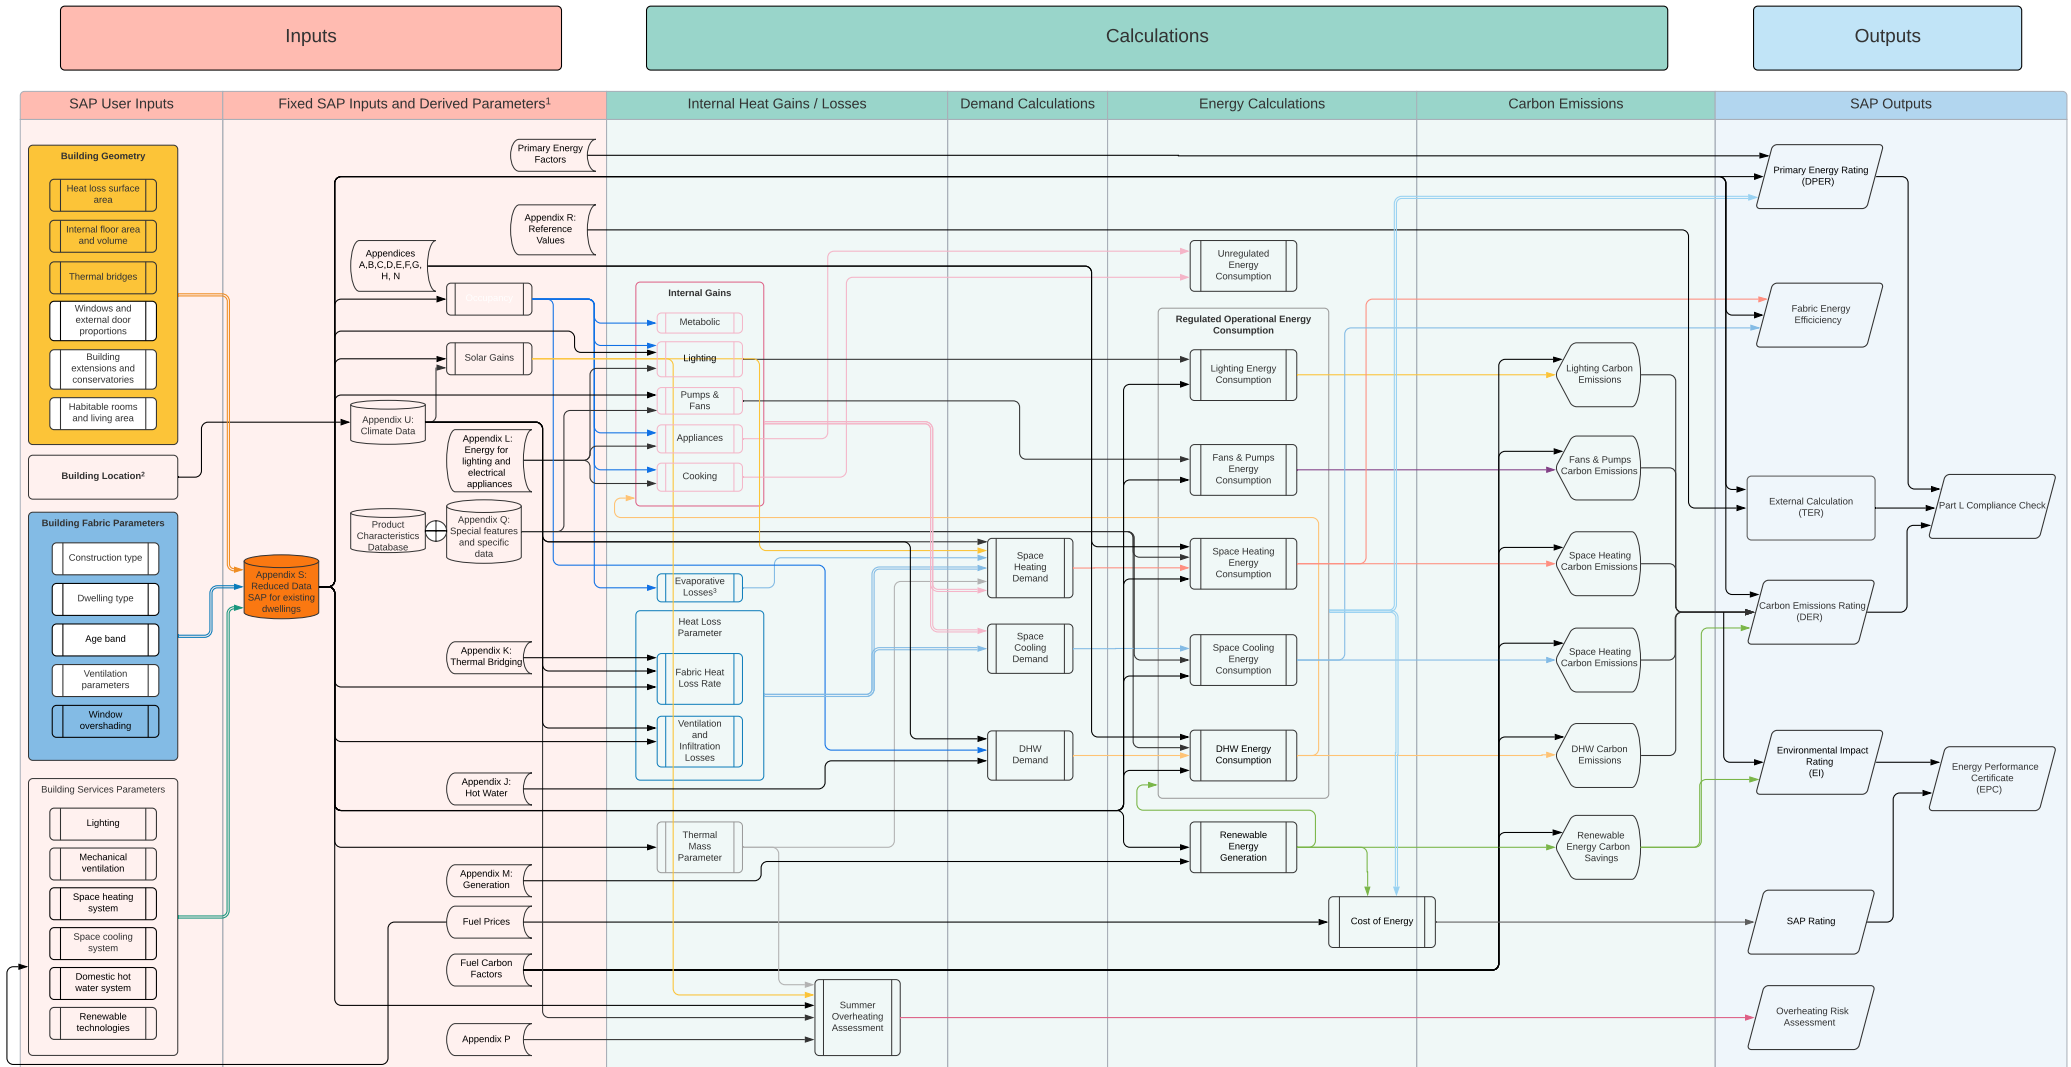 Inputs
Calculations
Outputs
SAP User Inputs
Fixed SAP Inputs and Derived Parameters¹
Internal Heat Gains / Losses
Demand Calculations
Energy Calculations
Carbon Emissions
SAP Outputs
Building Geometry
Heat loss surface
area
Internal floor area
and volume
Thermal bridges
Windows and
external door
proportions
Building
extensions and
conservatories
Habitable rooms
and living area
Building Location²
Building Fabric Parameters
Construction type
Dwelling type
Age band
Ventilation
parameters
Window
overshading
Building Services Parameters
Lighting
Mechanical
ventilation
Space heating
system
Space cooling
system
Domestic hot
water system
Renewable
technologies
Appendix S:
Reduced Data
SAP for existing
dwellings
Primary Energy
Factors
Appendix R:
Reference
Values
Appendices
A,B,C,D,E,F,G,
H, N
Solar Gains
Appendix U:
Climate Data
Appendix L:
Energy for
lighting and
electrical
appliances
Product
Characteristics
Database
Appendix Q:
Special features
and specific
data
Appendix K:
Thermal Bridging
Appendix J:
Hot Water
Appendix M:
Generation
Fuel Prices
Fuel Carbon
Factors
Appendix P
Internal Gains
Metabolic
Lighting
Pumps &
Fans
Appliances
Cooking
Evaporative
Losses³
Heat Loss
Parameter
Fabric Heat
Loss Rate
Ventilation
and
Infiltration
Losses
Thermal
Mass
Parameter
Summer
Overheating
Assessment
Space
Heating
Demand
Space
Cooling
Demand
DHW
Demand
Unregulated
Energy
Consumption
Regulated Operational Energy
Consumption
Lighting Energy
Consumption
Fans & Pumps
Energy
Consumption
Space Heating
Energy
Consumption
Space Cooling
Energy
Consumption
DHW Energy
Consumption
Renewable
Energy
Generation
Cost of Energy
Lighting Carbon
Emissions
Fans & Pumps
Carbon Emissions
Space Heating
Carbon Emissions
Space Heating
Carbon Emissions
DHW Carbon
Emissions
Renewable
Energy Carbon
Savings
Primary Energy Rating
(DPER)
Fabric Energy
Efficiciency
External Calculation
(TER)
Part L Compliance Check
Carbon Emissions Rating
(DER)
Environmental Impact
Rating
(EI)
Energy Performance
Certificate
(EPC)
SAP Rating
Overheating Risk
Assessment